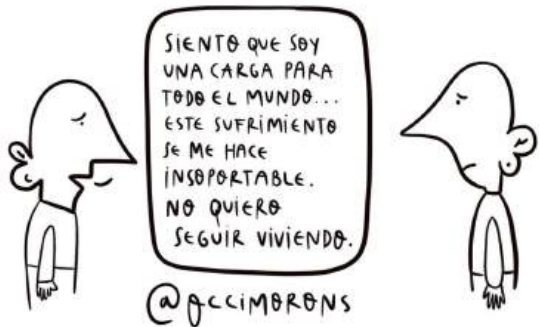 SIENTO QUE SOY
UNA CARGA PARA
TODO EL MUNDO...
ESTE SUFRIMIENTO
SE ME HACE
INSOPORTABLE.
NO QUIERO
SEGUIR VIVIENDO.
@OCCIMORONS